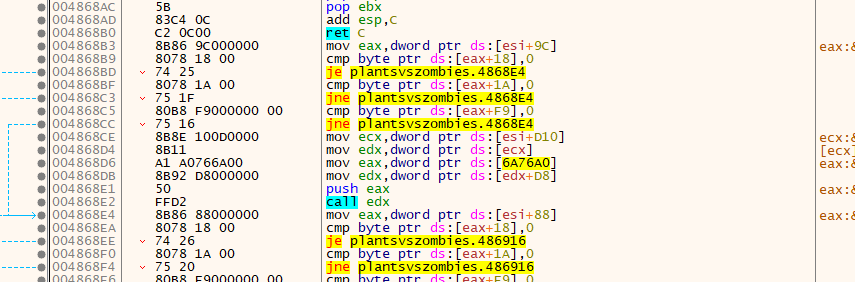 004868AC 5B pop ebx
004868AD 83C4 0C add esp,C
004868B0 C2 0C00 ret C
004868B3 8B86 9C000000 mov eax,dword ptr ds:[esi+9C] eax:&
004868B9 8078 18 00 cmp byte ptr ds:[eax+18],0
004868BD 74 25 je plantsvszombies.4868E4
004868BF 8078 1A 00 cmp byte ptr ds:[eax+1A],0
004868C3 75 1F jne plantsvszombies.4868E4
004868C5 80B8 F9000000 00 cmp byte ptr ds:[eax+F9],0
004868CC 75 16 jne plantsvszombies.4868E4
004868CE 8B8E 100D0000 mov ecx,dword ptr ds:[esi+D10] ecx:&
004868D4 8B11 mov edx,dword ptr ds:[ecx] [ecx]
004868D6 A1 A0766A00 mov eax,dword ptr ds:[6A76A0] eax:&
004868DB 8B92 D8000000 mov edx,dword ptr ds:[edx+D8]
004868E1 50 push eax eax:&
004868E2 FFD2 call edx
004868E4 8B86 88000000 mov eax,dword ptr ds:[esi+88] eax:&
004868EA 8078 18 00 cmp byte ptr ds:[eax+18],0
004868EE 74 26 je plantsvszombies.486916
004868F0 8078 1A 00 cmp byte ptr ds:[eax+1A],0
004868F4 75 20 jne plantsvszombies.486916
004868F6 80B8 F9000000 00 cmp byte ptr ds:[eax+F9],0